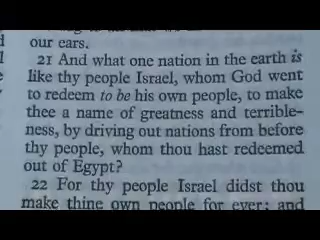 our ears.
21 And what one nation in the earth is
like thy people Israel, whom God went
to redeem to be his own people, to make
thee a name of greatness and terrible-
ness, by driving out nations from before
thy people, whom thou hast redeemed
out of Egypt?
22 For thy people Israel didst thou
make thine own people for ever; and